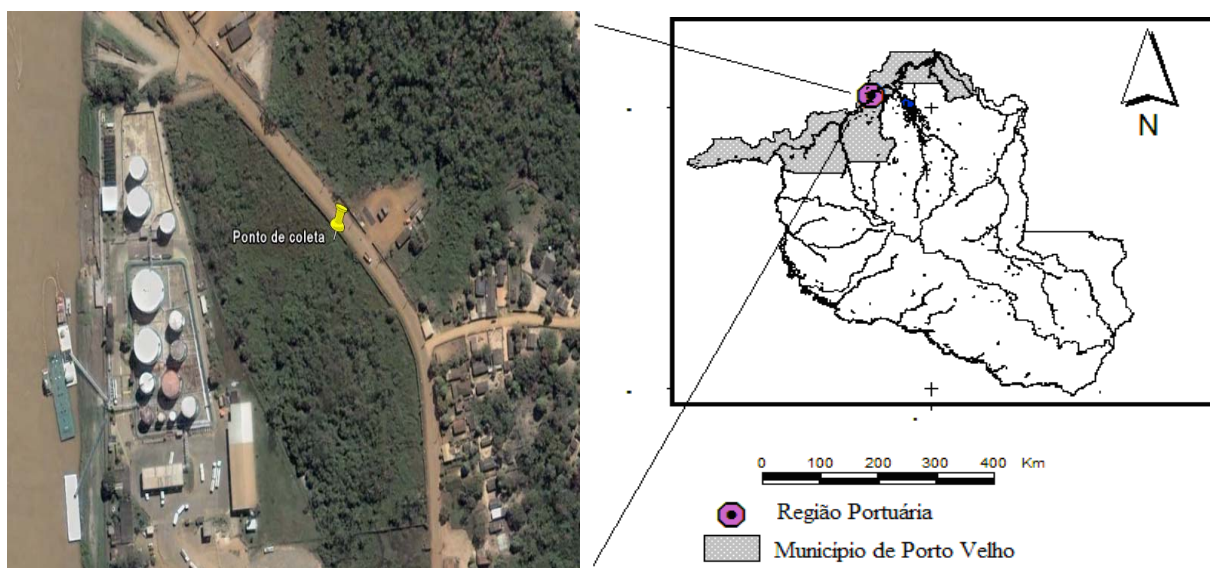 Ponto de coleta
N
0 100 200 300 400 Km
Região Portuária
Município de Porto Velho